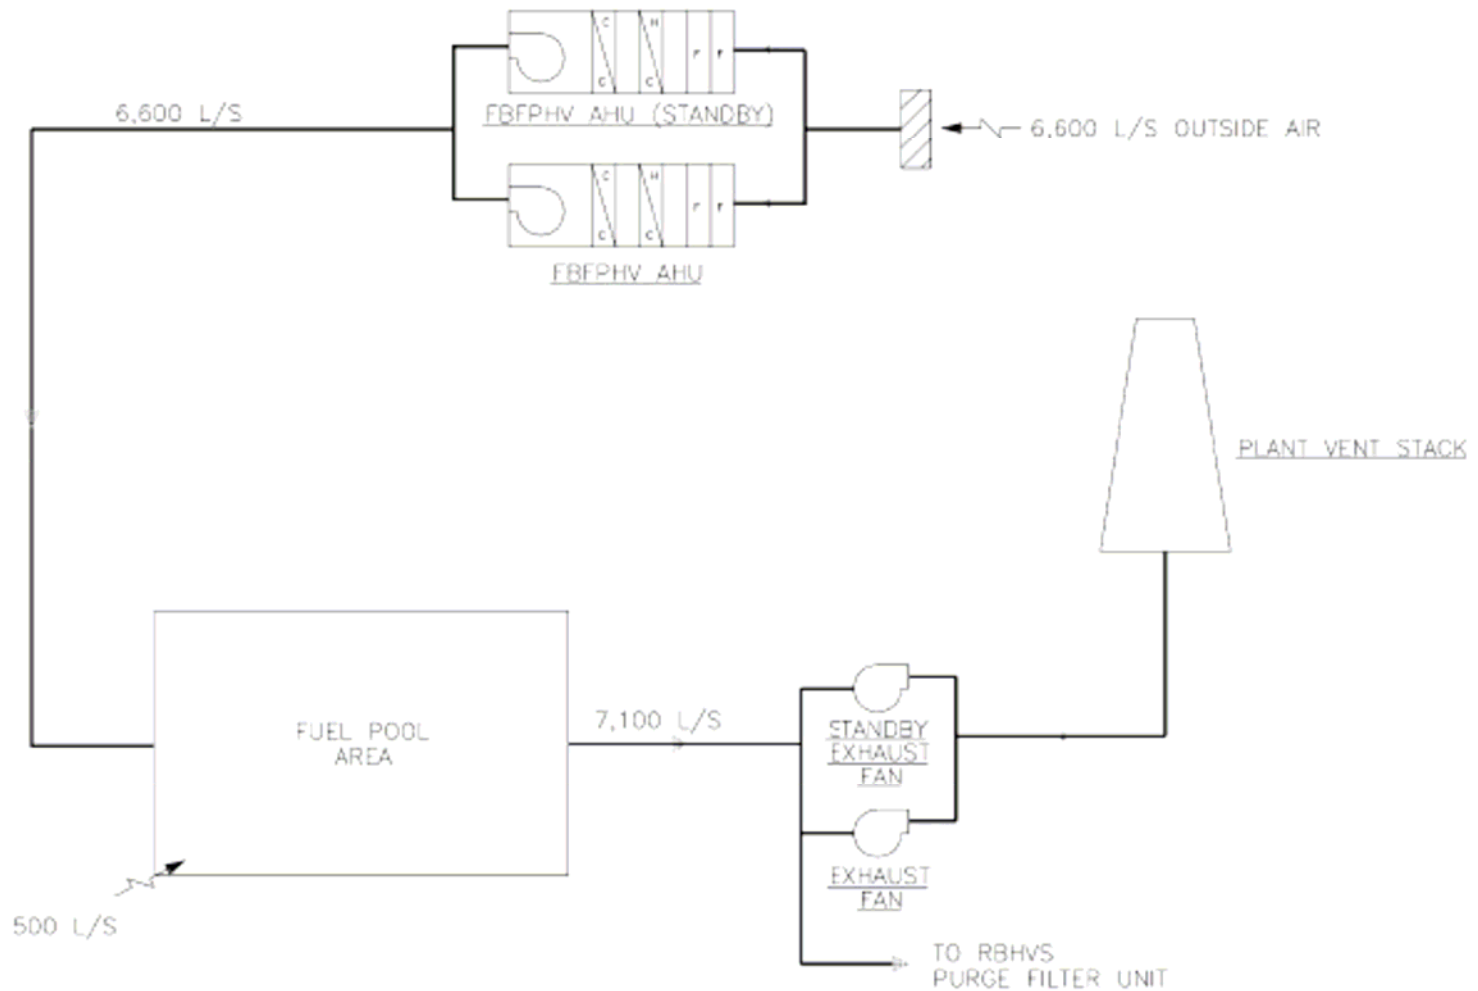 C H
F F
C C
6,600 L/S
FBFPHV AHU (STANDBY)
6,600 L/S OUTSIDE AIR
C H
F F
C C
FBFPHV AHU
PLANT VENT STACK
7,100 L/S
FUEL POOL
AREA
STANDBY
EXHAUST
FAN
EXHAUST
FAN
500 L/S
TO RBHVS
PURGE FILTER UNIT